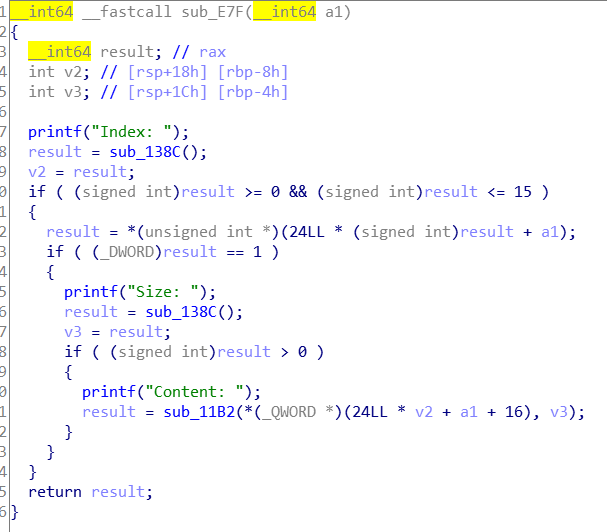 1 __int64 __fastcall sub_E7F(__int64 a1)
2 {
3   __int64 result; // rax
4   int v2; // [rsp+18h] [rbp-8h]
5   int v3; // [rsp+1Ch] [rbp-4h]
6
7   printf("Index: ");
8   result = sub_138C();
9   v2 = result;
0   if ( (signed int)result >= 0 && (signed int)result <= 15 )
1   {
2     result = *(unsigned int *)(24LL * (signed int)result + a1);
3     if ( (_DWORD)result == 1 )
4     {
5       printf("Size: ");
6       result = sub_138C();
7       v3 = result;
8       if ( (signed int)result > 0 )
9       {
0         printf("Content: ");
1         result = sub_11B2(*(_QWORD *)(24LL * v2 + a1 + 16), v3);
2       }
3     }
4   }
5   return result;
6 }